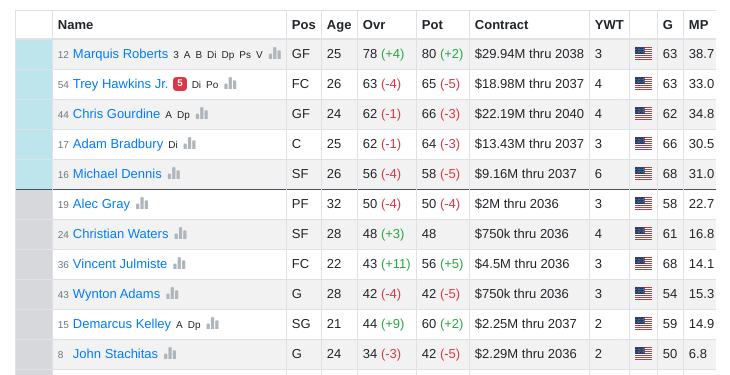 Name Pos Age Ovr Pot Contract YWT G MP
12 Marquis Roberts 3 A B Di Dp Ps V GF 25 78 (+4) 80 (+2) $29.94M thru 2038 3 63 38.7
54 Trey Hawkins Jr. 5 Di Po FC 26 63 (-4) 65 (-5) $18.98M thru 2037 4 63 33.0
44 Chris Gourdine A Dp GF 24 62 (-1) 66 (-3) $22.19M thru 2040 4 62 34.8
17 Adam Bradbury Di C 25 62 (-1) 64 (-3) $13.43M thru 2037 3 66 30.5
16 Michael Dennis SF 26 56 (-4) 58 (-5) $9.16M thru 2037 6 68 31.0
19 Alec Gray PF 32 50 (-4) 50 (-4) $2M thru 2036 3 58 22.7
24 Christian Waters SF 28 48 (+3) 48 $750k thru 2036 4 61 16.8
36 Vincent Julmiste FC 22 43 (+11) 56 (+5) $4.5M thru 2036 3 68 14.1
43 Wynton Adams G 28 42 (-4) 42 (-5) $750k thru 2036 3 54 15.3
15 Demarcus Kelley A Dp SG 21 44 (+9) 60 (+2) $2.25M thru 2037 2 59 14.9
8 John Stachitas G 24 34 (-3) 42 (-5) $2.29M thru 2036 2 50 6.8